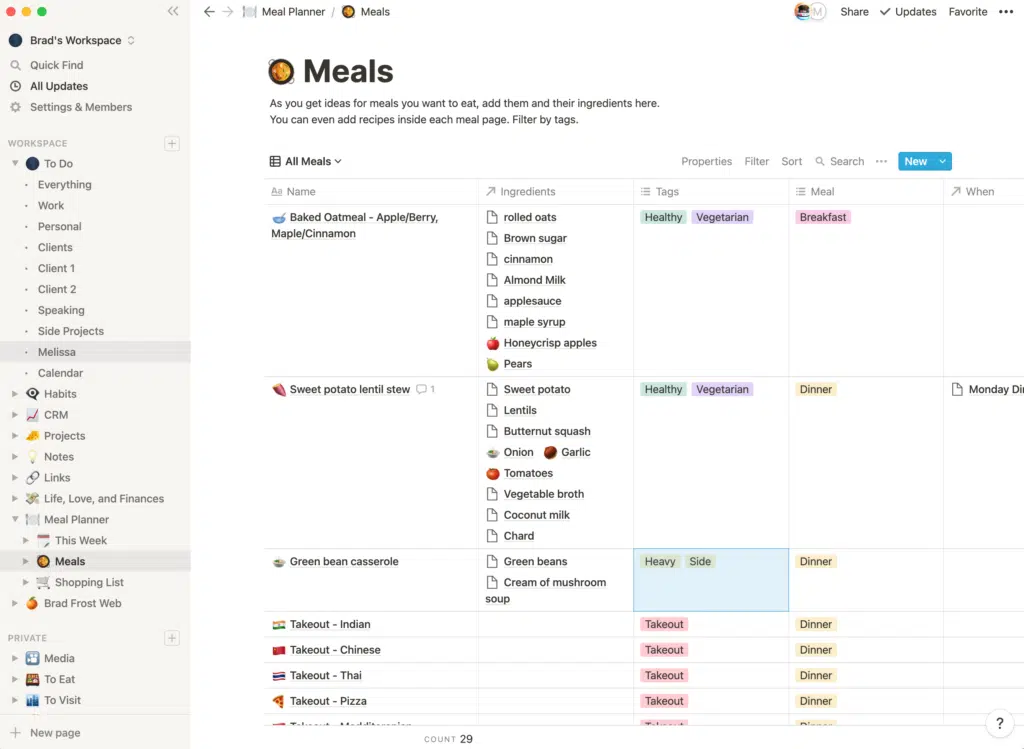 Meal Planner / Meals
M Share Updates Favorite •••
Brad's Workspace
Quick Find
All Updates
Settings & Members
WORKSPACE
To Do
Everything
Work
Personal
Clients
Client 1
Client 2
Speaking
Side Projects
Melissa
Calendar
Habits
CRM
Projects
Notes
Links
Life, Love, and Finances
Meal Planner
This Week
Meals
Shopping List
Brad Frost Web
PRIVATE
Media
To Eat
To Visit
New page
Meals
As you get ideas for meals you want to eat, add them and their ingredients here.
You can even add recipes inside each meal page. Filter by tags.
All Meals Properties Filter Sort Search ••• New
Aa Name Ingredients Tags Meal When
Baked Oatmeal - Apple/Berry,
Maple/Cinnamon
rolled oats
Brown sugar
cinnamon
Almond Milk
applesauce
maple syrup
Honeycrisp apples
Pears
Healthy Vegetarian
Breakfast
Sweet potato lentil stew 1
Sweet potato
Lentils
Butternut squash
Onion Garlic
Tomatoes
Vegetable broth
Coconut milk
Chard
Healthy Vegetarian
Dinner
Monday Din
Green bean casserole
Green beans
Cream of mushroom
soup
Heavy Side
Dinner
Takeout - Indian Takeout Dinner
Takeout - Chinese Takeout Dinner
Takeout - Thai Takeout Dinner
Takeout - Pizza Takeout Dinner
Takeout - Takeout Dinner
COUNT 29
?